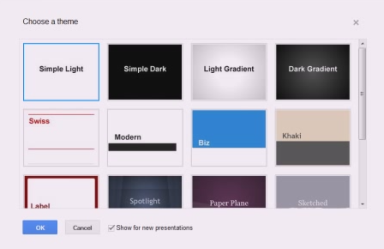 Choose a theme
Simple Light
Simple Dark
Light Gradient
Dark Gradient
Swiss
Modern
Biz
Khaki
Label
Spotlight
Paper Plane
Sketched
OK
Cancel
Show for new presentations